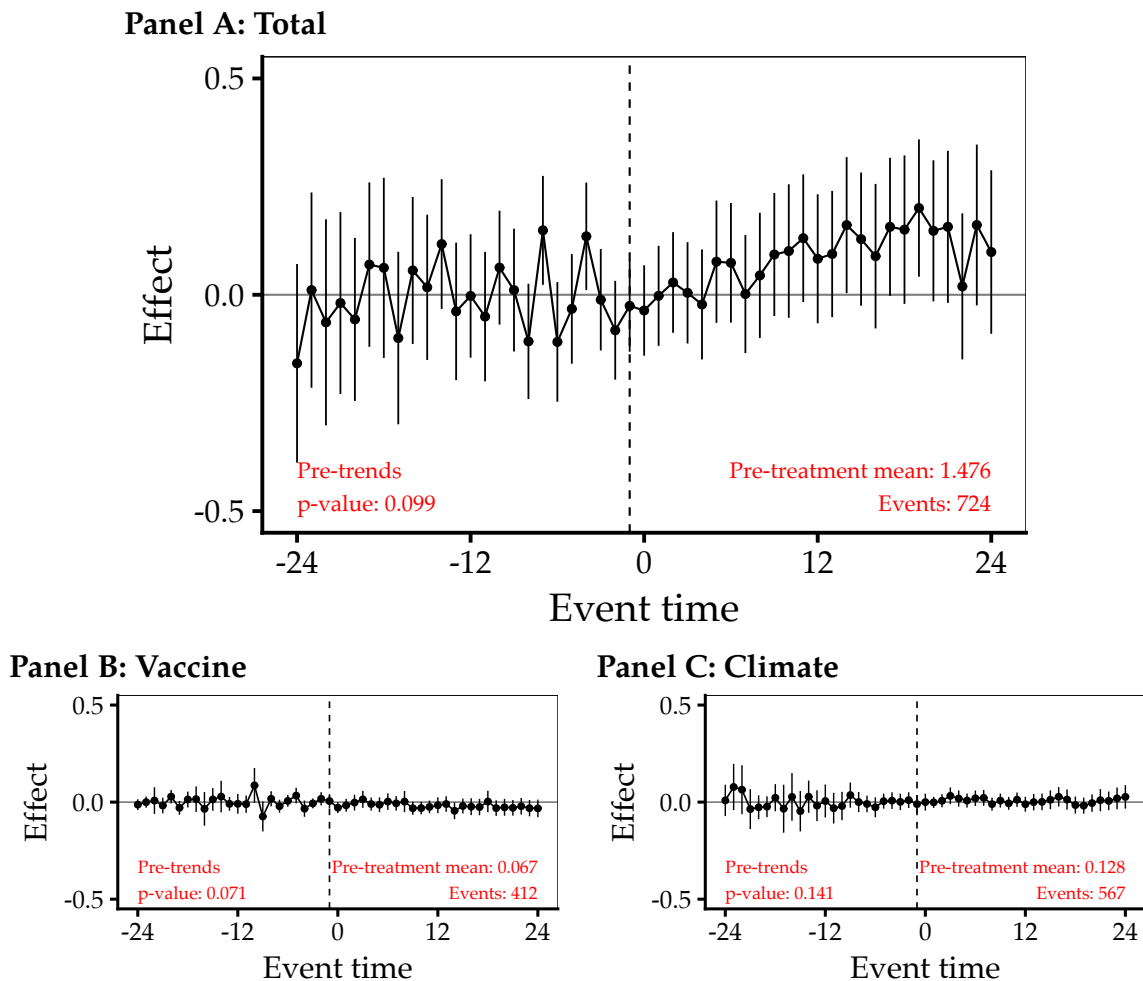 Panel A: Total
0.5
0.0
-0.5
Effect
Pre-trends
p-value: 0.099
Pre-treatment mean: 1.476
Events: 724
-24
-12
0
12
24
Event time
Panel B: Vaccine
0.5
0.0
-0.5
Effect
Pre-trends
p-value: 0.071
Pre-treatment mean: 0.067
Events: 412
-24
-12
0
12
24
Event time
Panel C: Climate
0.5
0.0
-0.5
Effect
Pre-trends
p-value: 0.141
Pre-treatment mean: 0.128
Events: 567
-24
-12
0
12
24
Event time